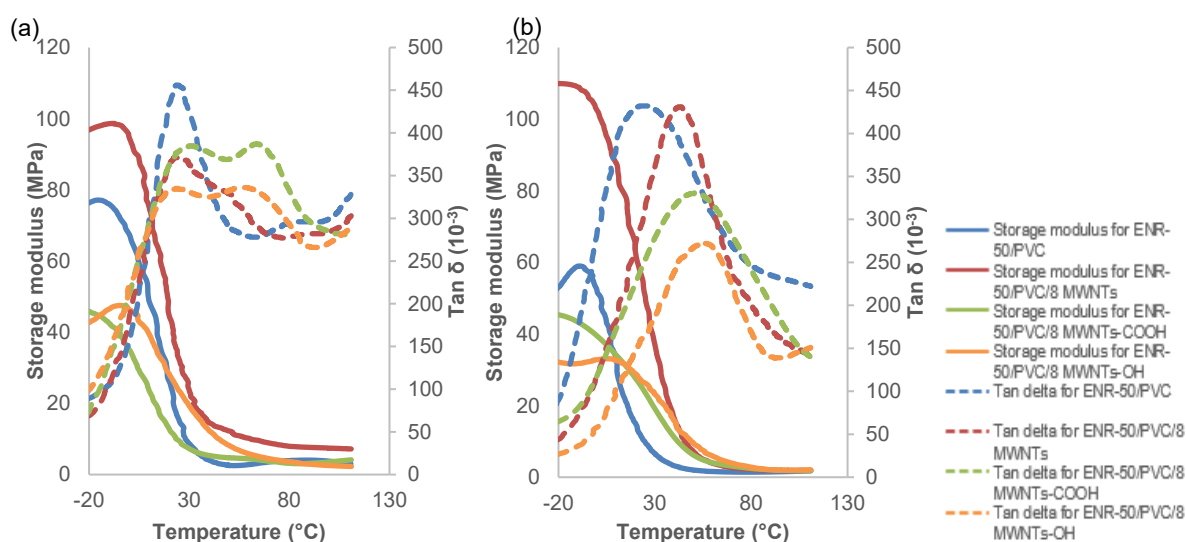 (a)
120
100
80
60
40
20
0
Storage modulus (MPa)
500
450
400
350
300
250
200
150
100
50
0
Tan δ (10⁻³)
-20
30
80
130
Temperature (°C)
(b)
120
100
80
60
40
20
0
Storage modulus (MPa)
500
450
400
350
300
250
200
150
100
50
0
Tan δ (10⁻³)
-20
30
80
130
Temperature (°C)
Storage modulus for ENR-
50/PVC
Storage modulus for ENR-
50/PVC/8 MWNTs
Storage modulus for ENR-
50/PVC/8 MWNTs-COOH
Storage modulus for ENR-
50/PVC/8 MWNTs-OH
Tan delta for ENR-50/PVC
Tan delta for ENR-50/PVC/8
MWNTs
Tan delta for ENR-50/PVC/8
MWNTs-COOH
Tan delta for ENR-50/PVC/8
MWNTs-OH